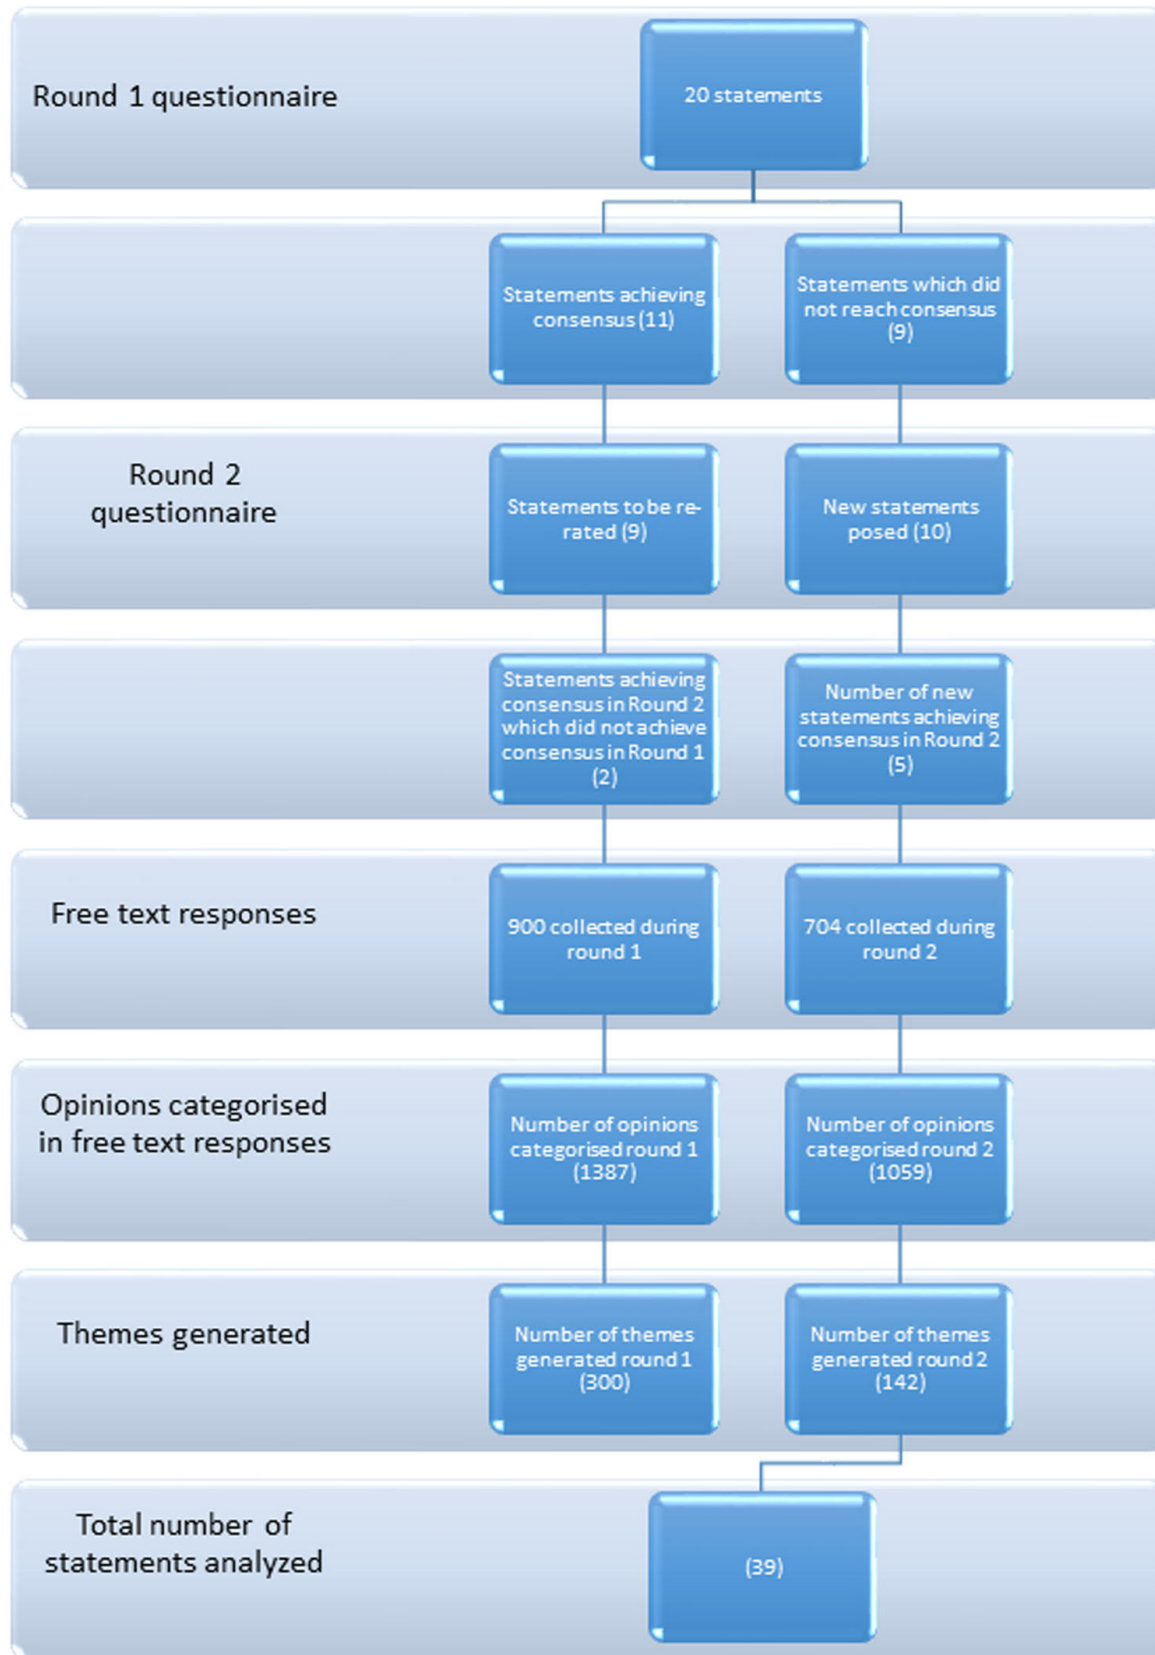 Round 1 questionnaire
20 statements
Statements achieving
consensus (11)
Statements which did
not reach consensus
(9)
Round 2
questionnaire
Statements to be re-
rated (9)
New statements
posed (10)
Statements achieving
consensus in Round 2
which did not achieve
consensus in Round 1
(2)
Number of new
statements achieving
consensus in Round 2
(5)
Free text responses
900 collected during
round 1
704 collected during
round 2
Opinions categorised
in free text responses
Number of opinions
categorised round 1
(1387)
Number of opinions
categorised round 2
(1059)
Themes generated
Number of themes
generated round 1
(300)
Number of themes
generated round 2
(142)
Total number of
statements analyzed
(39)